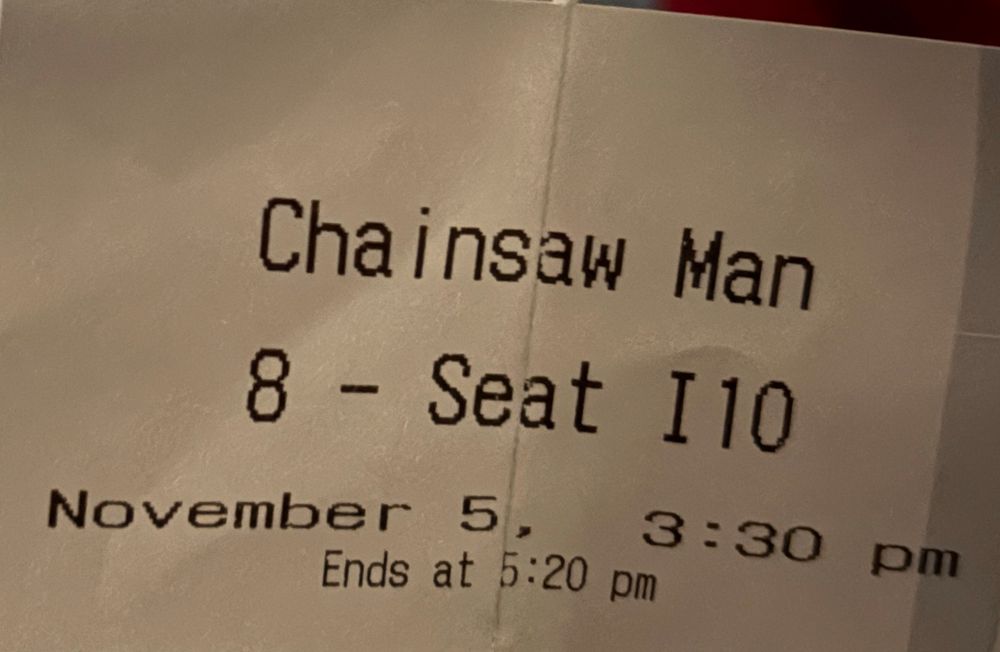 Chainsaw Man
8 - Seat I10
November 5, 3:30 pm
Ends at 5:20 pm